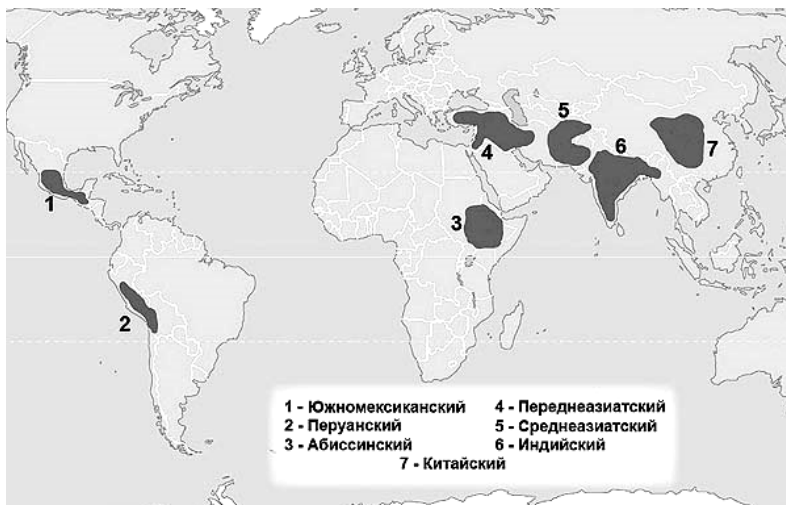 5
6
4
7
1
3
2
1 - Южномексиканский
2 - Перуанский
3 - Абиссинский
4 - Переднеазиатский
5 - Среднеазиатский
6 - Индийский
7 - Китайский